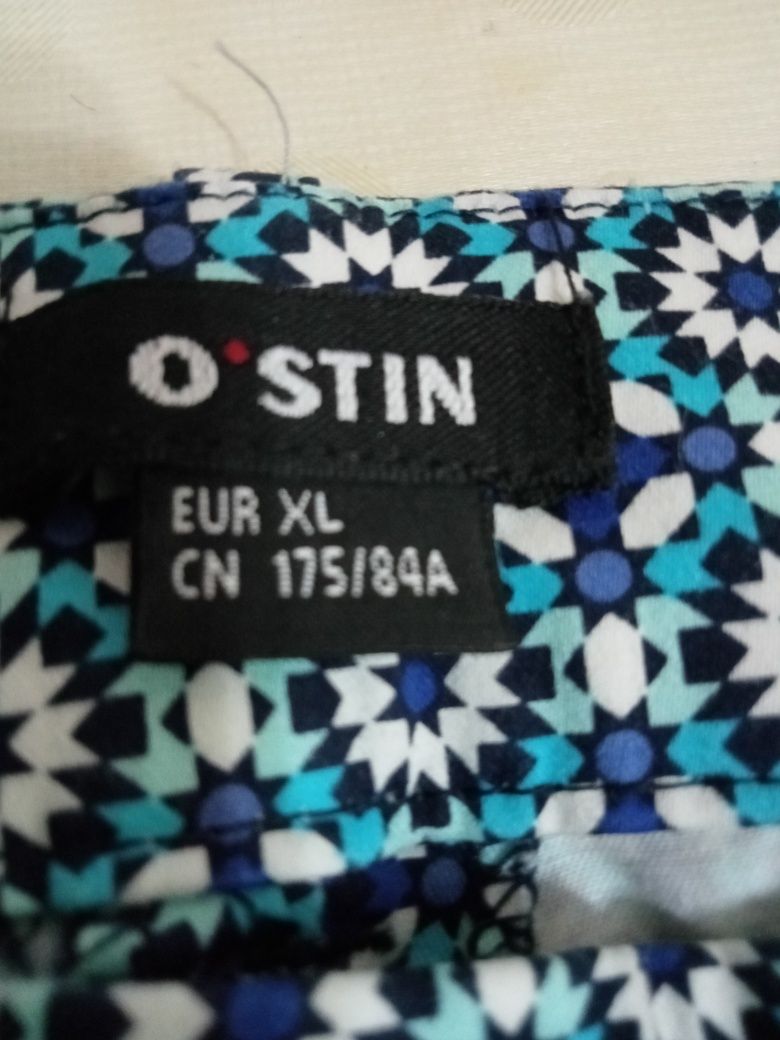 O'STIN
EUR XL
CN 175/84A